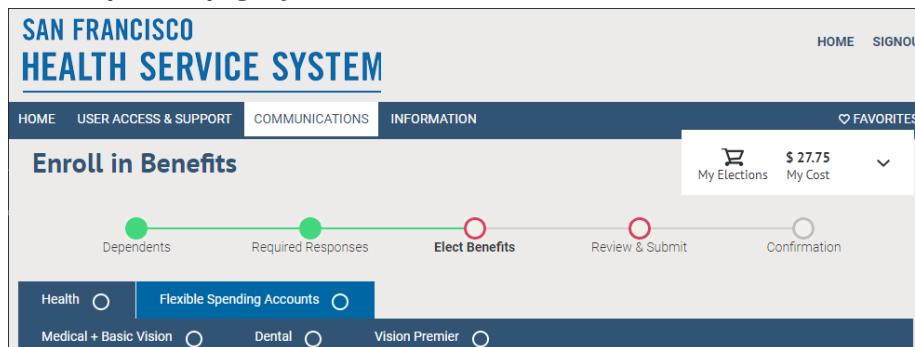 SAN FRANCISCO
HEALTH SERVICE SYSTEM
HOME SIGNOU
HOME USER ACCESS & SUPPORT COMMUNICATIONS INFORMATION FAVORITES
Enroll in Benefits
My Elections
$ 27.75
My Cost
Dependents Required Responses Elect Benefits Review & Submit Confirmation
Health Flexible Spending Accounts
Medical + Basic Vision Dental Vision Premier